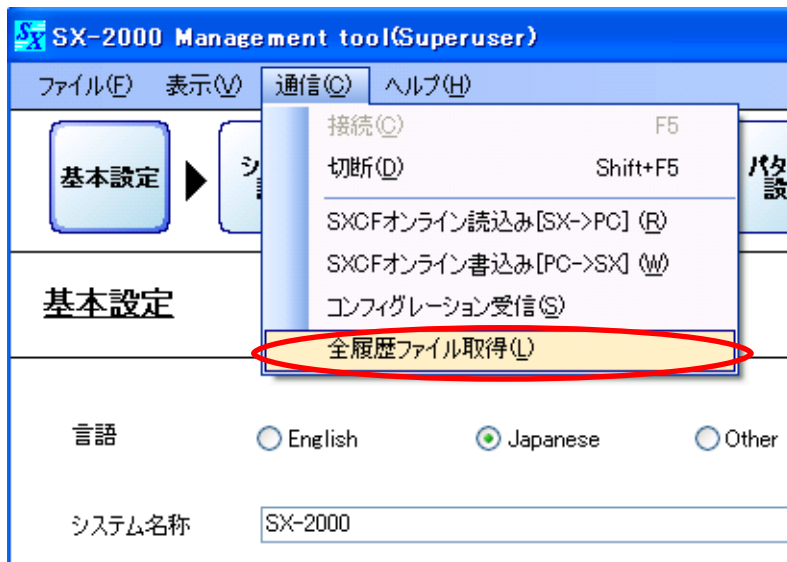 SX SX-2000 Management tool(Superuser)
ファイル(F) 表示(V) 通信(C) ヘルプ(H)
接続(C) F5
切断(D) Shift+F5
SXCFオンライン読込み[SX->PC] (R)
SXCFオンライン書込み[PC->SX] (W)
コンフィグレーション受信(S)
全履歴ファイル取得(L)
基本設定
基本設定
言語 English Japanese Other
システム名称 SX-2000